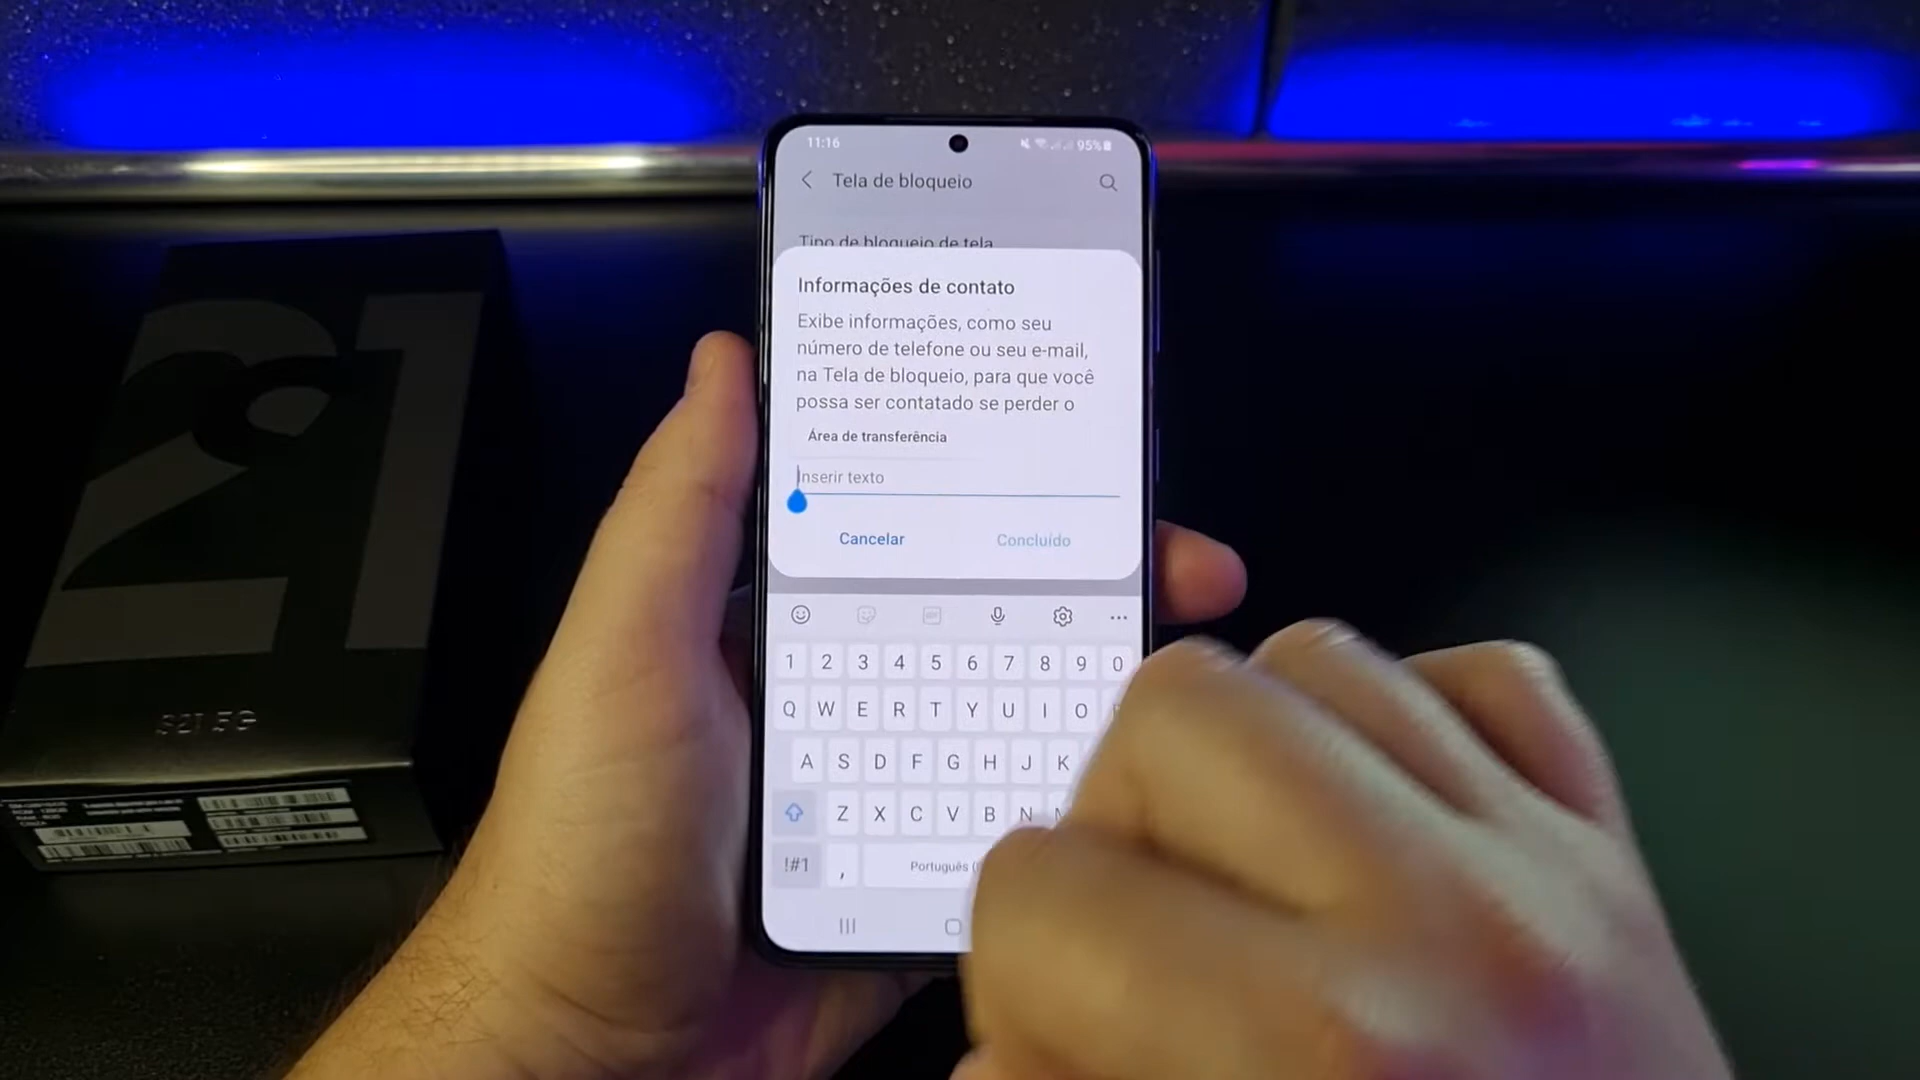 11:16
95%
Tela de bloqueio
Tipo de bloqueio de tela
Informações de contato
Exibe informações, como seu
número de telefone ou seu e-mail,
na Tela de bloqueio, para que você
possa ser contatado se perder o
Área de transferência
Inserir texto
Cancelar
Concluído
1 2 3 4 5 6 7 8 9 0
Q W E R T Y U I O
A S D F G H J K
Z X C V B N
!#1 , Português (
21
S21 5G